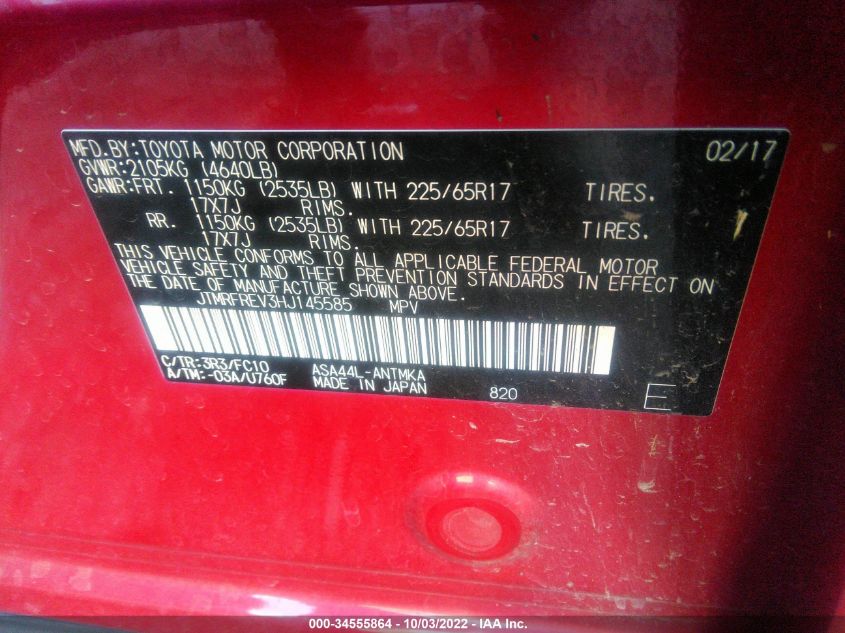 MFD.BY:TOYOTA MOTOR CORPORATION 02/17
GVWR:2105KG (4640LB)
GAWR:FRT. 1150KG (2535LB) WITH 225/65R17 TIRES.
17X7J RIMS.
RR. 1150KG (2535LB) WITH 225/65R17 TIRES.
17X7J RIMS.
THIS VEHICLE CONFORMS TO ALL APPLICABLE FEDERAL MOTOR
VEHICLE SAFETY AND THEFT PREVENTION STANDARDS IN EFFECT ON
THE DATE OF MANUFACTURE SHOWN ABOVE.
JTMRFREV3HJ145585 MPV
C/TR:3R3/FC10 ASA44L-ANTMKA
A/TM:-03A/U760F MADE IN JAPAN 820 E
000-34555864 - 10/03/2022 - IAA Inc.